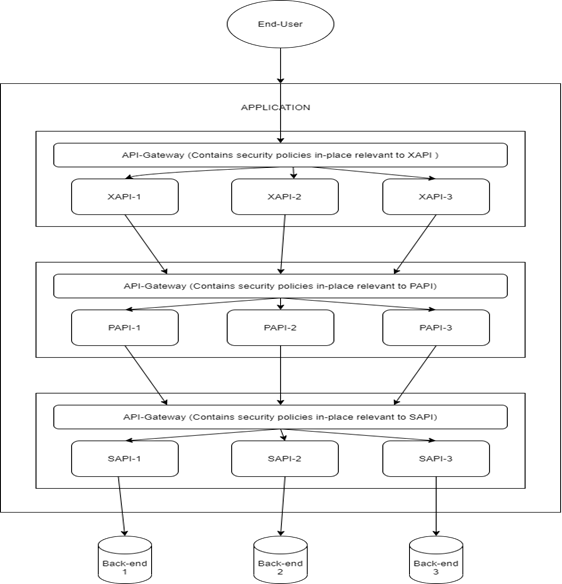 End-User
APPLICATION
API-Gateway (Contains security policies in-place relevant to XAPI )
XAPI-1
XAPI-2
XAPI-3
API-Gateway (Contains security policies in-place relevant to PAPI)
PAPI-1
PAPI-2
PAPI-3
API-Gateway (Contains security policies in-place relevant to SAPI)
SAPI-1
SAPI-2
SAPI-3
Back-end
1
Back-end
2
Back-end
3